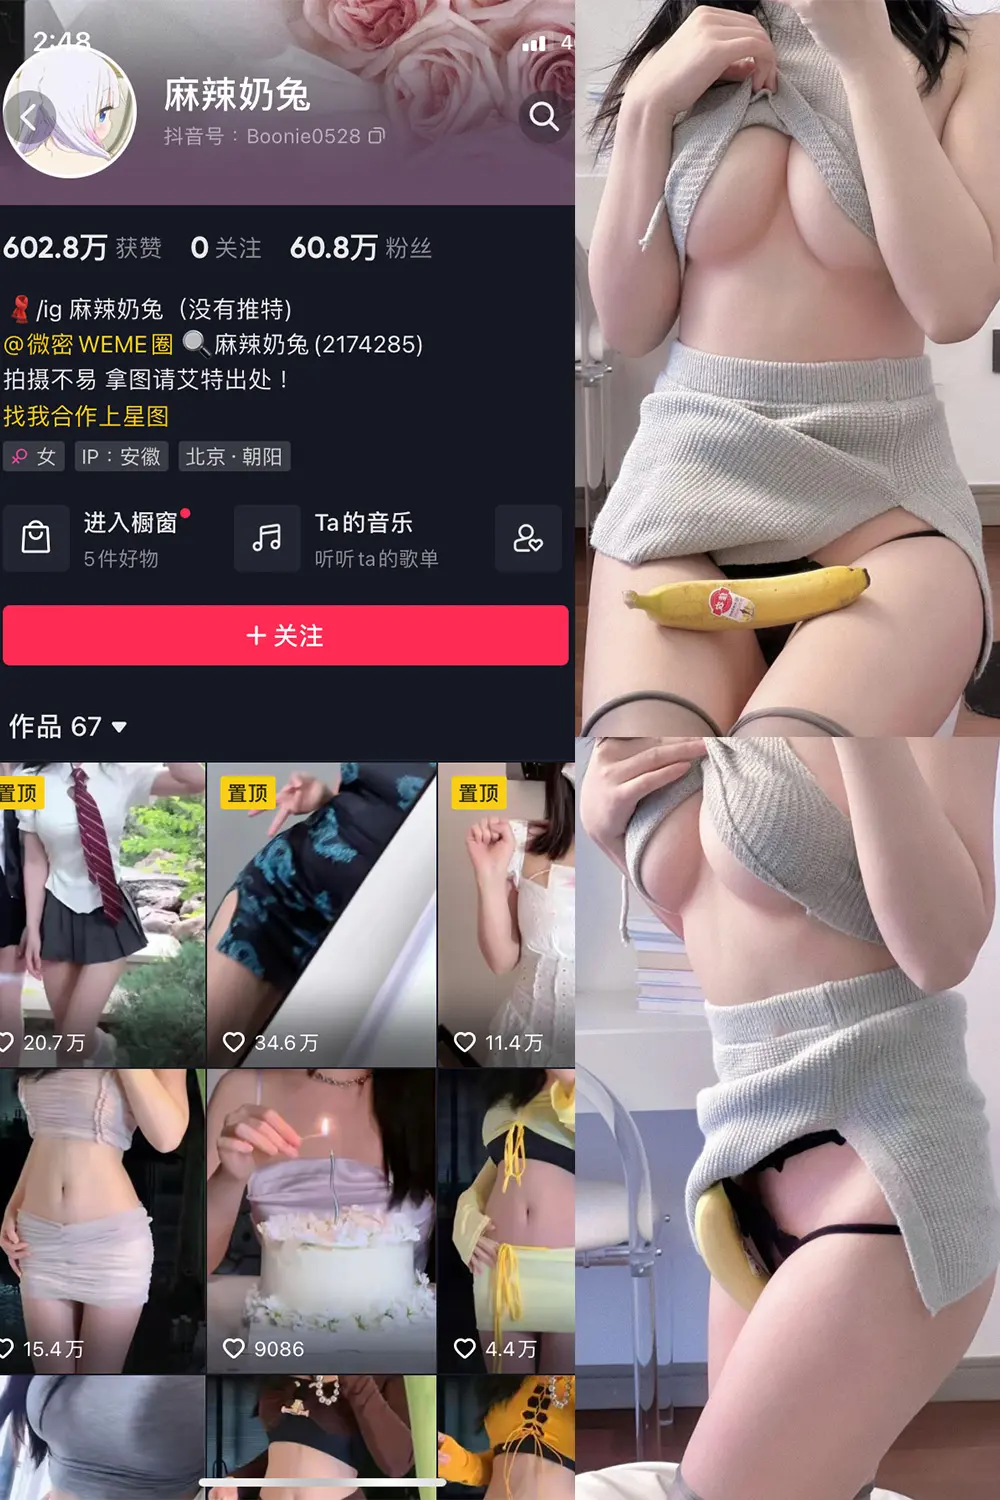 2:48
4
麻辣奶兔
抖音号：Boonie0528
602.8万 获赞 0 关注 60.8万 粉丝
/ig 麻辣奶兔（没有推特)
@微密 WEME圈 麻辣奶兔(2174285)
拍摄不易 拿图请艾特出处！
找我合作上星图
女 IP：安徽 北京·朝阳
进入橱窗 Ta的音乐
5件好物 听听ta的歌单
+ 关注
作品 67
置顶 置顶 置顶
20.7万 34.6万 11.4万
15.4万 9086 4.4万